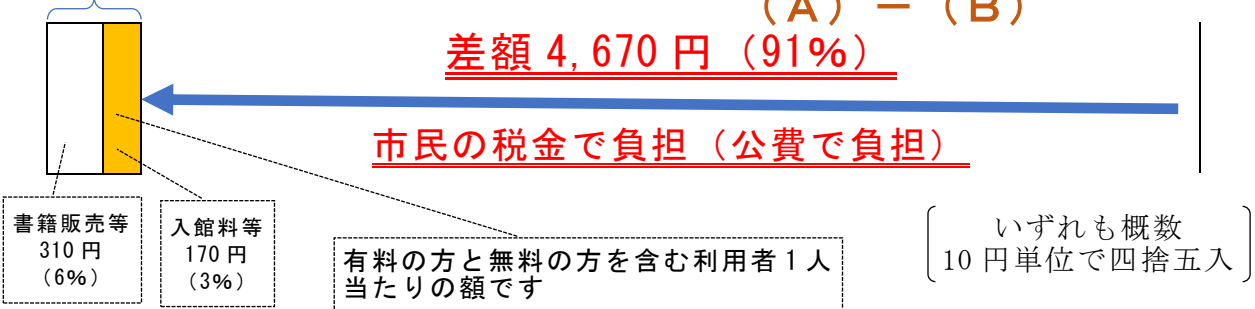 （A）－（B）
差額 4,670 円（91%）
市民の税金で負担（公費で負担）
書籍販売等
310 円
（6%）
入館料等
170 円
（3%）
有料の方と無料の方を含む利用者１人
当たりの額です
いずれも概数
10 円単位で四捨五入